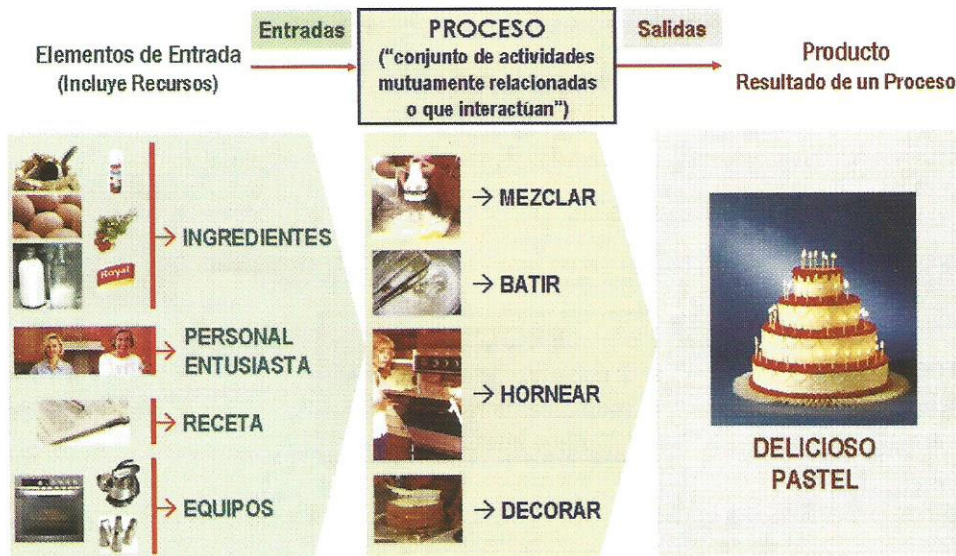 Elementos de Entrada
(Incluye Recursos)
Entradas
PROCESO
("conjunto de actividades
mutuamente relacionadas
o que interactúan")
Salidas
Producto
Resultado de un Proceso
INGREDIENTES
Royal
PERSONAL
ENTUSIASTA
RECETA
EQUIPOS
MEZCLAR
BATIR
HORNEAR
DECORAR
DELICIOSO
PASTEL